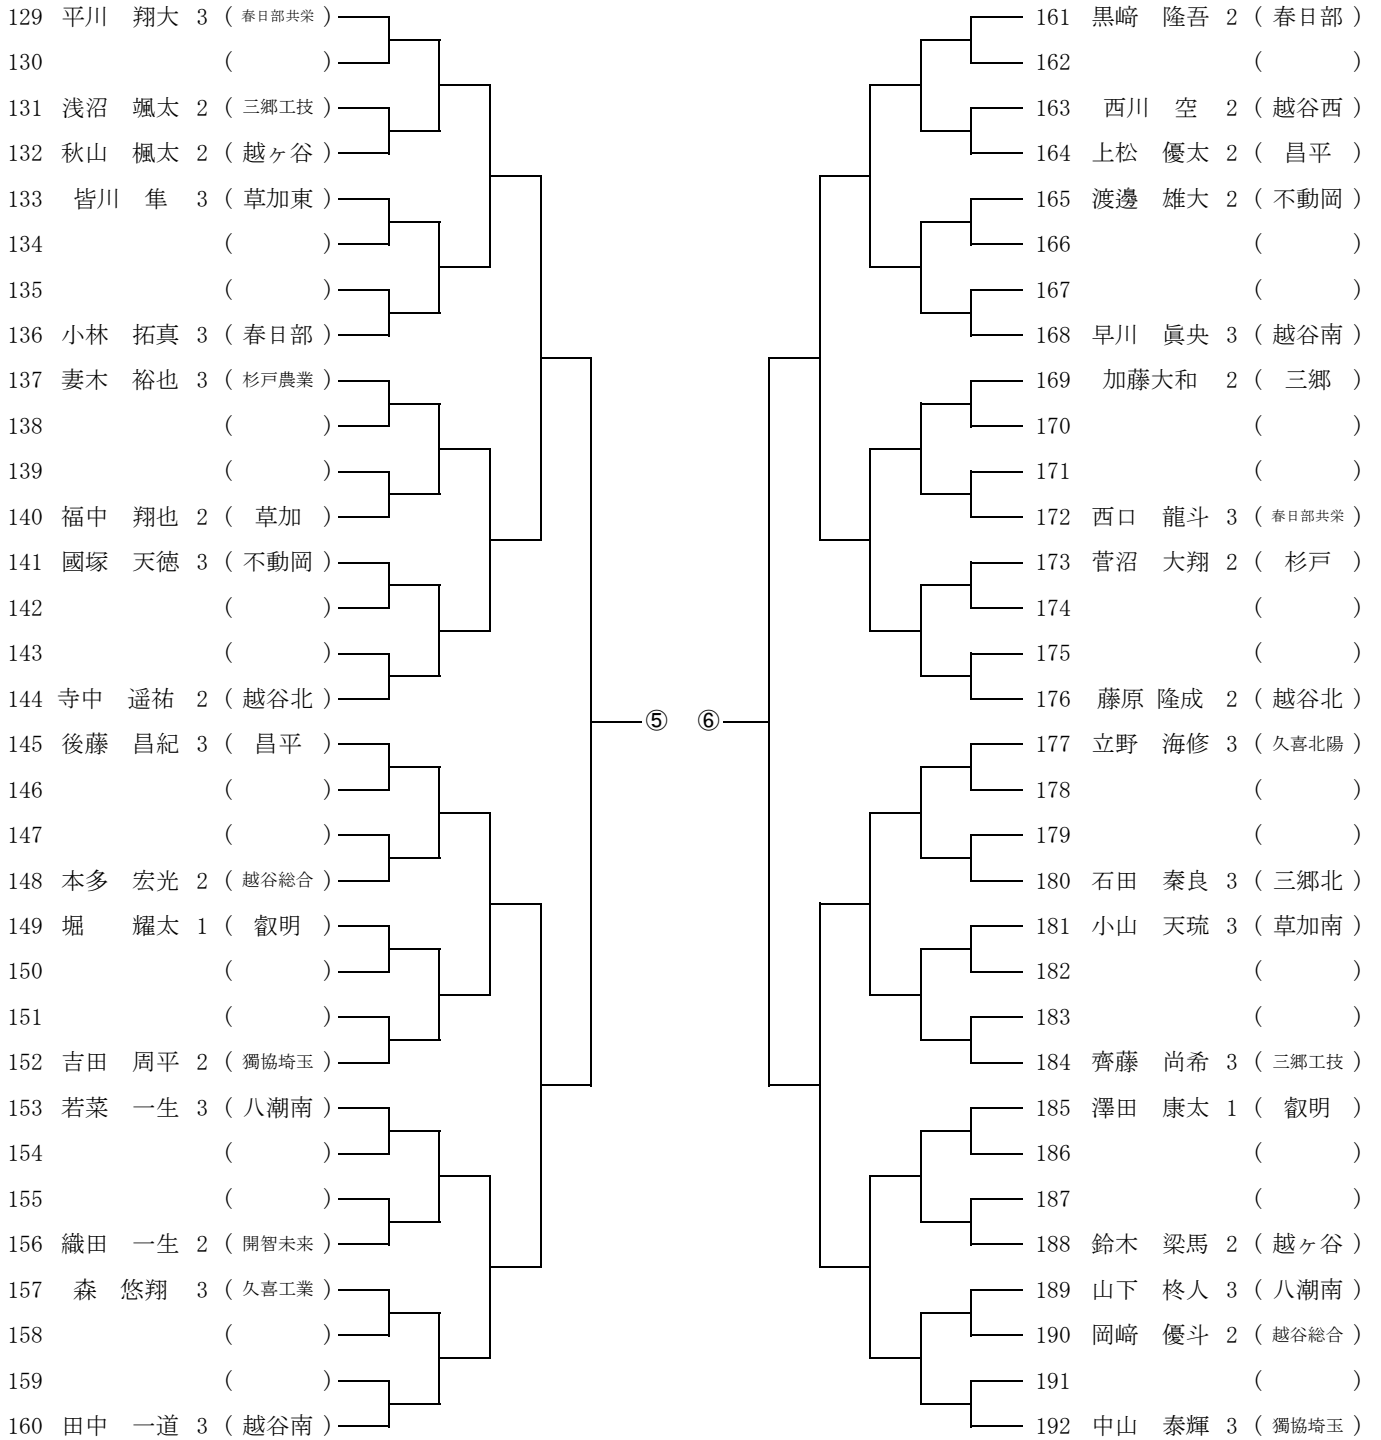 129 平川 翔大 3 ( 春日部共栄 )
130 ( )
131 浅沼 颯太 2 ( 三郷工技 )
132 秋山 楓太 2 ( 越ヶ谷 )
133 皆川 隼 3 ( 草加東 )
134 ( )
135 ( )
136 小林 拓真 3 ( 春日部 )
137 妻木 裕也 3 ( 杉戸農業 )
138 ( )
139 ( )
140 福中 翔也 2 ( 草加 )
141 國塚 天徳 3 ( 不動岡 )
142 ( )
143 ( )
144 寺中 遥祐 2 ( 越谷北 )
145 後藤 昌紀 3 ( 昌平 )
146 ( )
147 ( )
148 本多 宏光 2 ( 越谷総合 )
149 堀 耀太 1 ( 叡明 )
150 ( )
151 ( )
152 吉田 周平 2 ( 獨協埼玉 )
153 若菜 一生 3 ( 八潮南 )
154 ( )
155 ( )
156 織田 一生 2 ( 開智未来 )
157 森 悠翔 3 ( 久喜工業 )
158 ( )
159 ( )
160 田中 一道 3 ( 越谷南 )
⑤ ⑥
161 黒﨑 隆吾 2 ( 春日部 )
162 ( )
163 西川 空 2 ( 越谷西 )
164 上松 優太 2 ( 昌平 )
165 渡邊 雄大 2 ( 不動岡 )
166 ( )
167 ( )
168 早川 眞央 3 ( 越谷南 )
169 加藤大和 2 ( 三郷 )
170 ( )
171 ( )
172 西口 龍斗 3 ( 春日部共栄 )
173 菅沼 大翔 2 ( 杉戸 )
174 ( )
175 ( )
176 藤原 隆成 2 ( 越谷北 )
177 立野 海修 3 ( 久喜北陽 )
178 ( )
179 ( )
180 石田 秦良 3 ( 三郷北 )
181 小山 天琉 3 ( 草加南 )
182 ( )
183 ( )
184 齊藤 尚希 3 ( 三郷工技 )
185 澤田 康太 1 ( 叡明 )
186 ( )
187 ( )
188 鈴木 梁馬 2 ( 越ヶ谷 )
189 山下 柊人 3 ( 八潮南 )
190 岡﨑 優斗 2 ( 越谷総合 )
191 ( )
192 中山 泰輝 3 ( 獨協埼玉 )